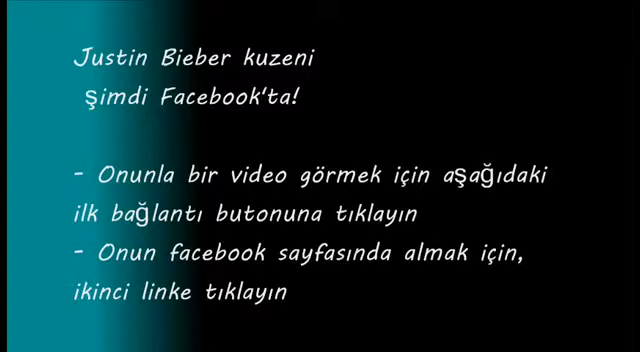 Justin Bieber kuzeni
şimdi Facebook'ta!
- Onunla bir video görmek için aşağıdaki
ilk bağlantı butonuna tıklayın
- Onun facebook sayfasında almak için,
ikinci linke tıklayın